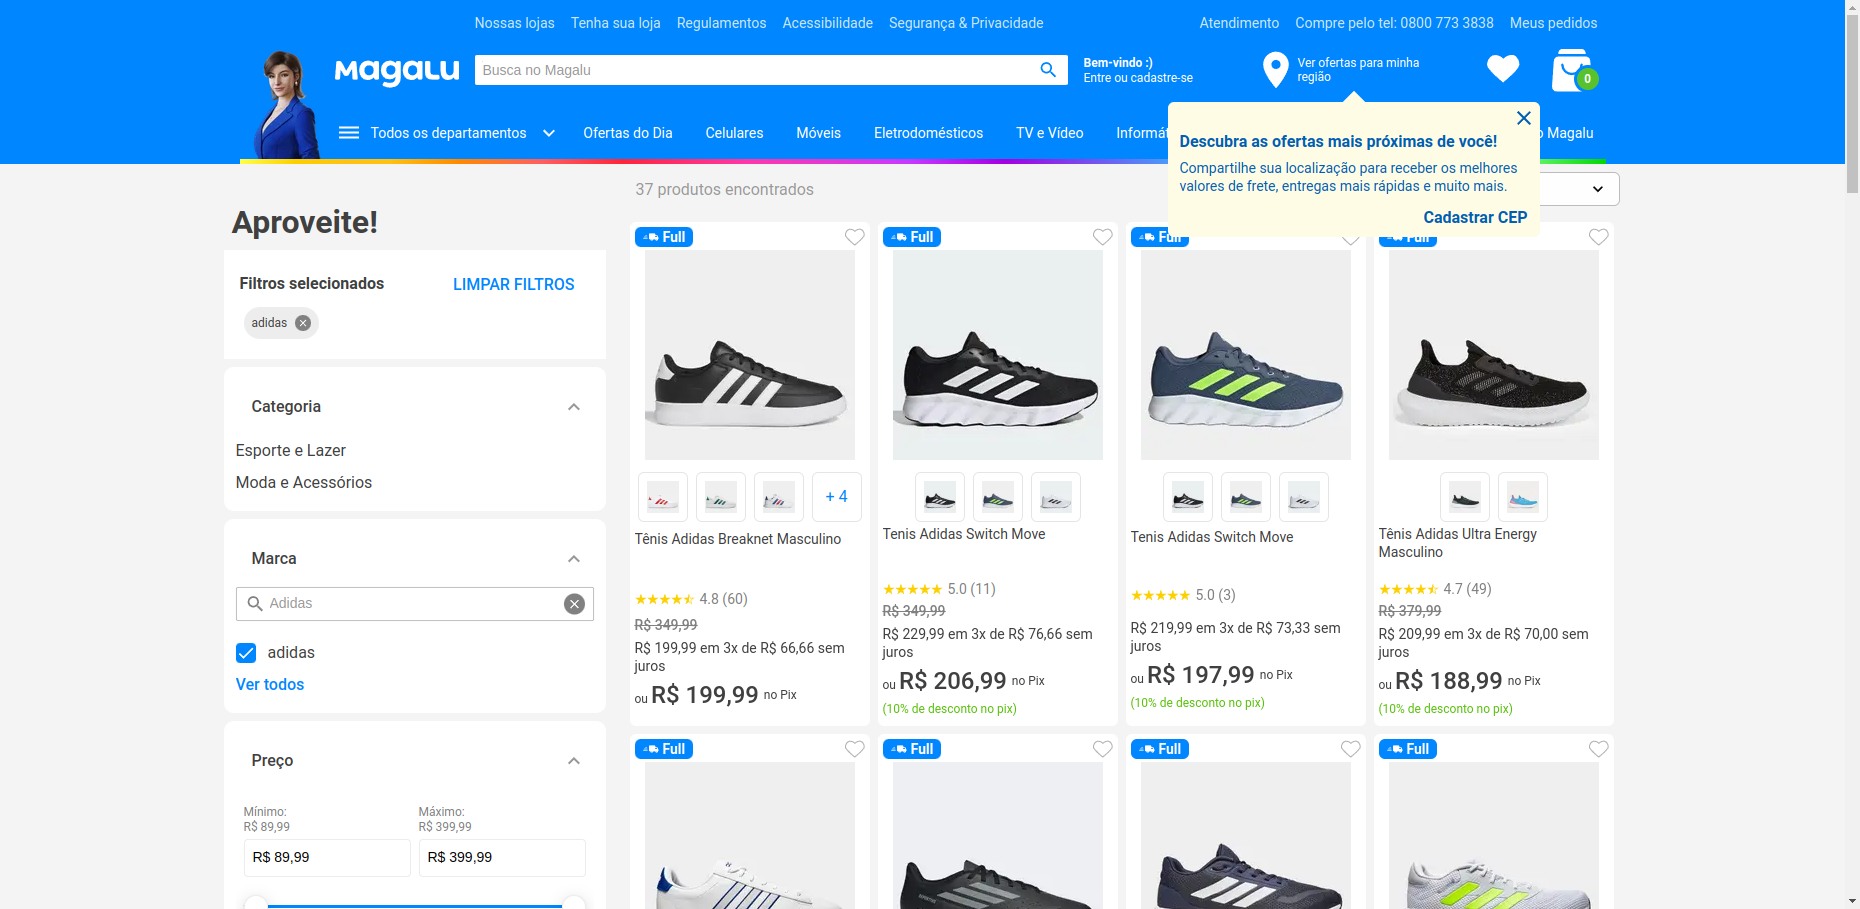 Nossas lojas Tenha sua loja Regulamentos Acessibilidade Segurança & Privacidade Atendimento Compre pelo tel: 0800 773 3838 Meus pedidos
Magalu
Busca no Magalu
Bem-vindo :)
Entre ou cadastre-se
Ver ofertas para minha
região
0
Todos os departamentos Ofertas do Dia Celulares Móveis Eletrodomésticos TV e Vídeo Informát Magalu
Descubra as ofertas mais próximas de você!
Compartilhe sua localização para receber os melhores
valores de frete, entregas mais rápidas e muito mais.
Cadastrar CEP
37 produtos encontrados
Aproveite!
Filtros selecionados LIMPAR FILTROS
adidas
Categoria
Esporte e Lazer
Moda e Acessórios
Marca
Adidas
adidas
Ver todos
Preço
Mínimo:
R$ 89,99
Máximo:
R$ 399,99
R$ 89,99
R$ 399,99
Full
+ 4
Tênis Adidas Breaknet Masculino
4.8 (60)
R$ 349,99
R$ 199,99 em 3x de R$ 66,66 sem
juros
ou R$ 199,99 no Pix
Full
Tenis Adidas Switch Move
5.0 (11)
R$ 349,99
R$ 229,99 em 3x de R$ 76,66 sem
juros
ou R$ 206,99 no Pix
(10% de desconto no pix)
Full
Tenis Adidas Switch Move
5.0 (3)
R$ 219,99 em 3x de R$ 73,33 sem
juros
ou R$ 197,99 no Pix
(10% de desconto no pix)
Full
Tênis Adidas Ultra Energy
Masculino
4.7 (49)
R$ 379,99
R$ 209,99 em 3x de R$ 70,00 sem
juros
ou R$ 188,99 no Pix
(10% de desconto no pix)
Full
Full
Full
Full